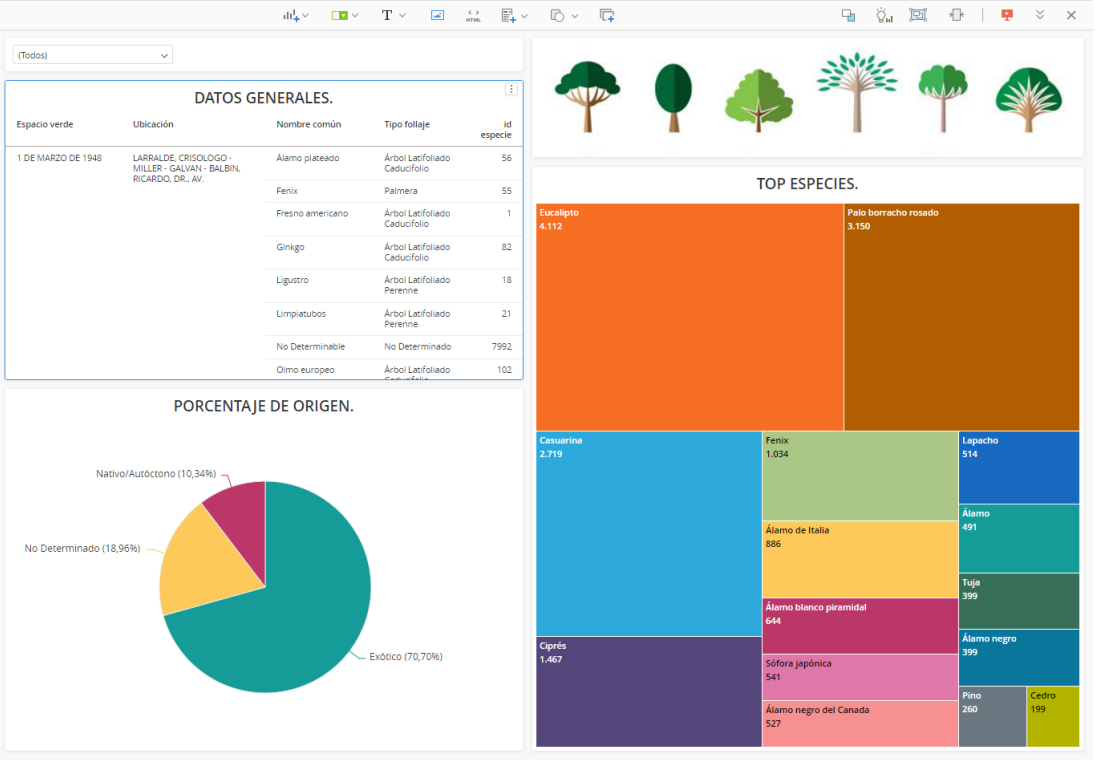 T
HTML
(Todos)
DATOS GENERALES.
Espacio verde
Ubicación
Nombre común
Tipo follaje
id
especie
1 DE MARZO DE 1948
LARRALDE, CRISOLOGO -
MILLER - GALVAN - BALBIN,
RICARDO, DR., AV.
Álamo plateado
Árbol Latifoliado
Caducifolio
56
Fenix
Palmera
55
Fresno americano
Árbol Latifoliado
Caducifolio
1
Ginkgo
Árbol Latifoliado
Caducifolio
82
Ligustro
Árbol Latifoliado
Perenne
18
Limpiatubos
Árbol Latifoliado
Perenne
21
No Determinable
No Determinado
7992
Olmo europeo
Árbol Latifoliado
Caducifolio
102
PORCENTAJE DE ORIGEN.
Nativo/Autóctono (10,34%)
No Determinado (18,96%)
Exótico (70,70%)
TOP ESPECIES.
Eucalipto
4.112
Palo borracho rosado
3.150
Casuarina
2.719
Fenix
1.034
Lapacho
514
Álamo
491
Álamo de Italia
886
Tuja
399
Álamo blanco piramidal
644
Álamo negro
399
Ciprés
1.467
Sófora japónica
541
Pino
260
Cedro
199
Álamo negro del Canada
527